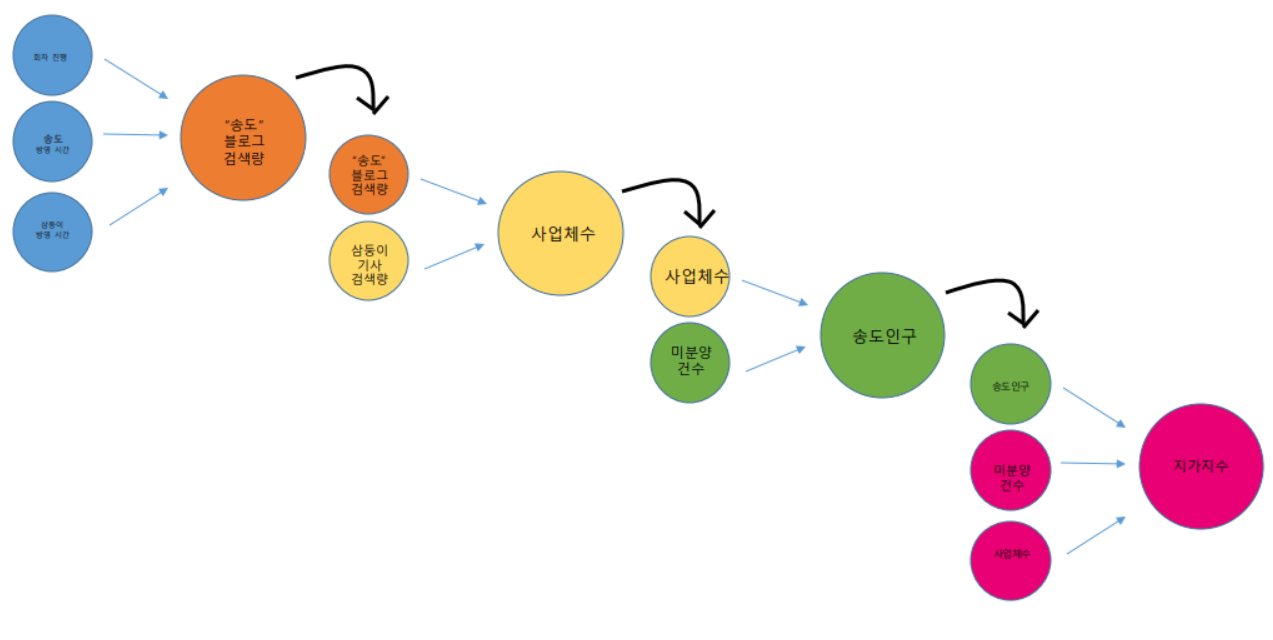 회차 진행
송도
방영 시간
삼둥이
방영 시간
"송도"
블로그
검색량
"송도"
블로그
검색량
삼둥이
기사
검색량
사업체수
사업체수
미분양
건수
송도인구
송도인구
미분양
건수
사업체수
지가지수